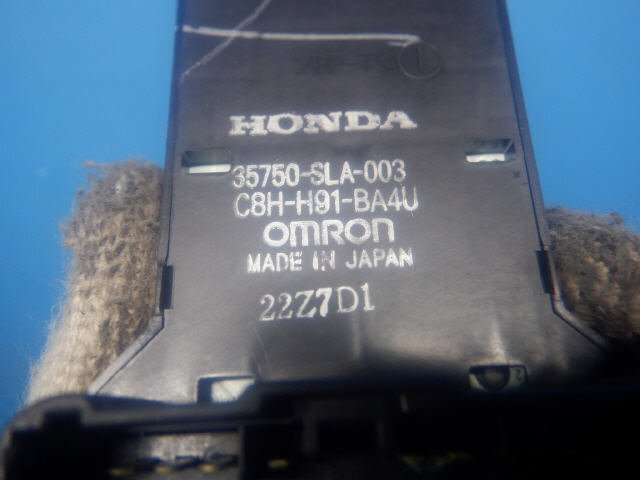 HONDA
35750-SLA-003
C8H-H91-BA4U
OMRON
MADE IN JAPAN
22Z7D1